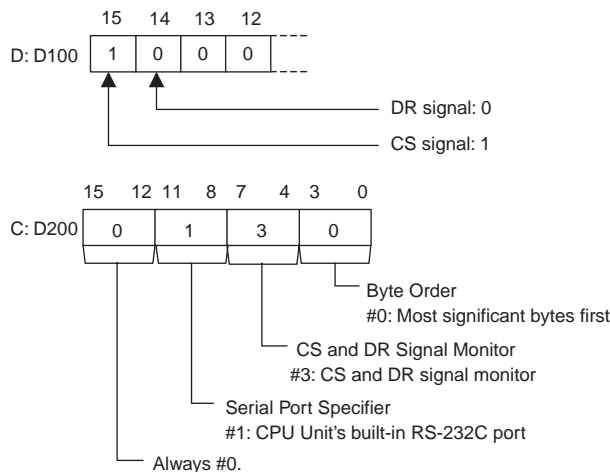 15 14 13 12
D: D100 1 0 0 0
DR signal: 0
CS signal: 1
15 12 11 8 7 4 3 0
C: D200 0 1 3 0
Byte Order
#0: Most significant bytes first
CS and DR Signal Monitor
#3: CS and DR signal monitor
Serial Port Specifier
#1: CPU Unit's built-in RS-232C port
Always #0.